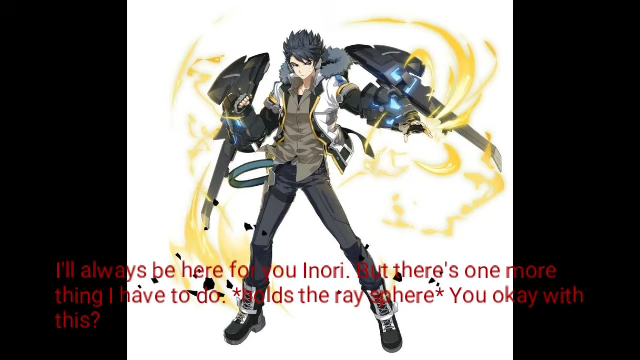 I'll always be here for you Inori. But there's one more
thing I have to do. *holds the ray sphere* You okay with
this?